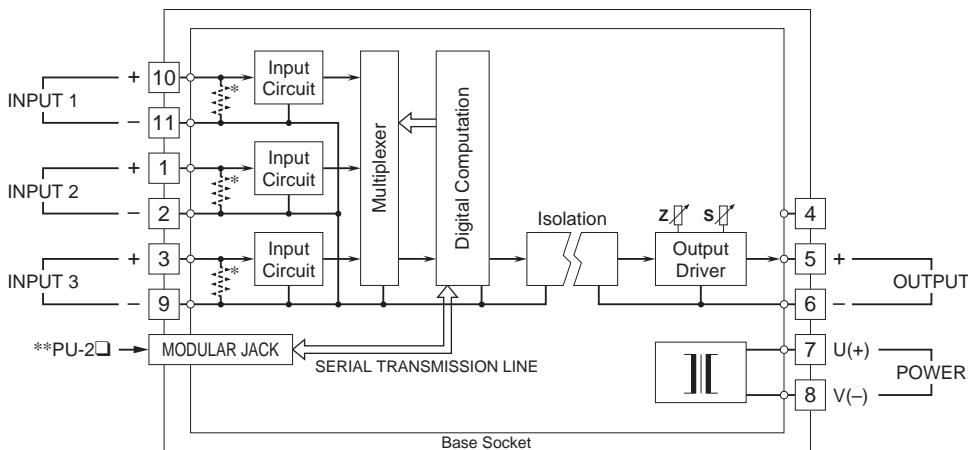 INPUT 1
+ 10
– 11
*
Input
Circuit
INPUT 2
+ 1
– 2
*
Input
Circuit
INPUT 3
+ 3
– 9
*
Input
Circuit
Multiplexer
Digital Computation
Isolation
Z
S
Output
Driver
4
5 +
6 –
OUTPUT
7 U(+)
8 V(–)
POWER
**PU-2❑
MODULAR JACK
SERIAL TRANSMISSION LINE
Base Socket